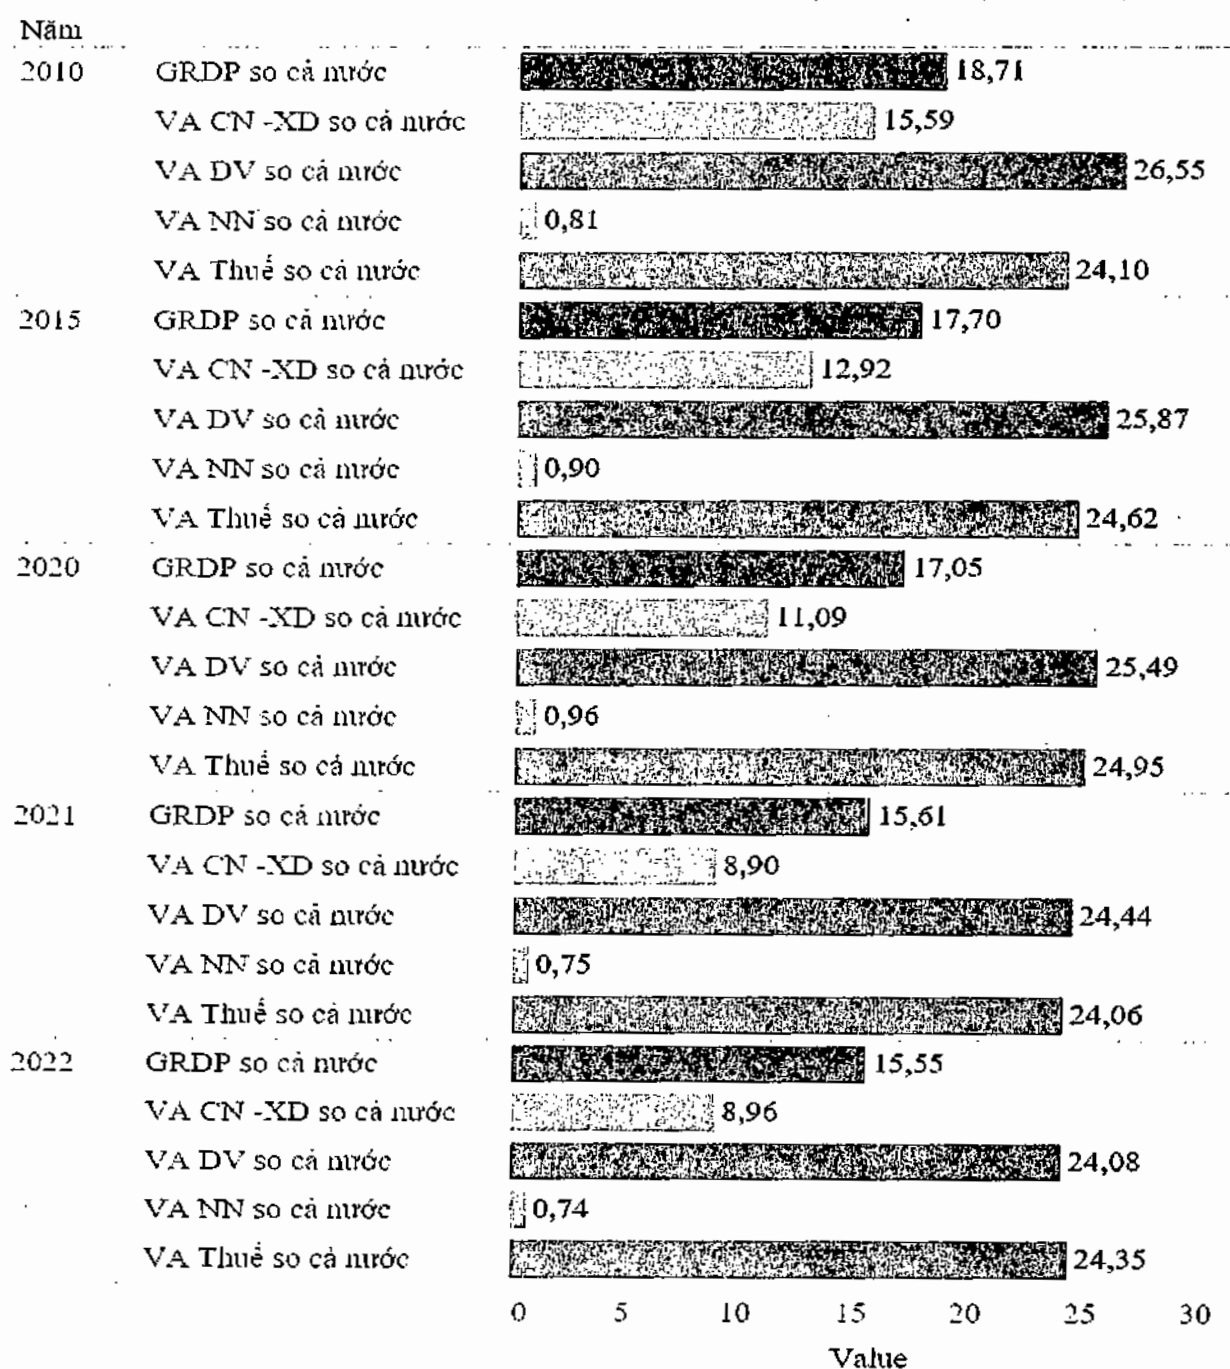 Năm
2010 GRDP so cả nước 18,71
VA CN -XD so cả nước 15,59
VA DV so cả nước 26,55
VA NN so cả nước 0,81
VA Thuế so cả nước 24,10
2015 GRDP so cả nước 17,70
VA CN -XD so cả nước 12,92
VA DV so cả nước 25,87
VA NN so cả nước 0,90
VA Thuế so cả nước 24,62
2020 GRDP so cả nước 17,05
VA CN -XD so cả nước 11,09
VA DV so cả nước 25,49
VA NN so cả nước 0,96
VA Thuế so cả nước 24,95
2021 GRDP so cả nước 15,61
VA CN -XD so cả nước 8,90
VA DV so cả nước 24,44
VA NN so cả nước 0,75
VA Thuế so cả nước 24,06
2022 GRDP so cả nước 15,55
VA CN -XD so cả nước 8,96
VA DV so cả nước 24,08
VA NN so cả nước 0,74
VA Thuế so cả nước 24,35
0 5 10 15 20 25 30
Value